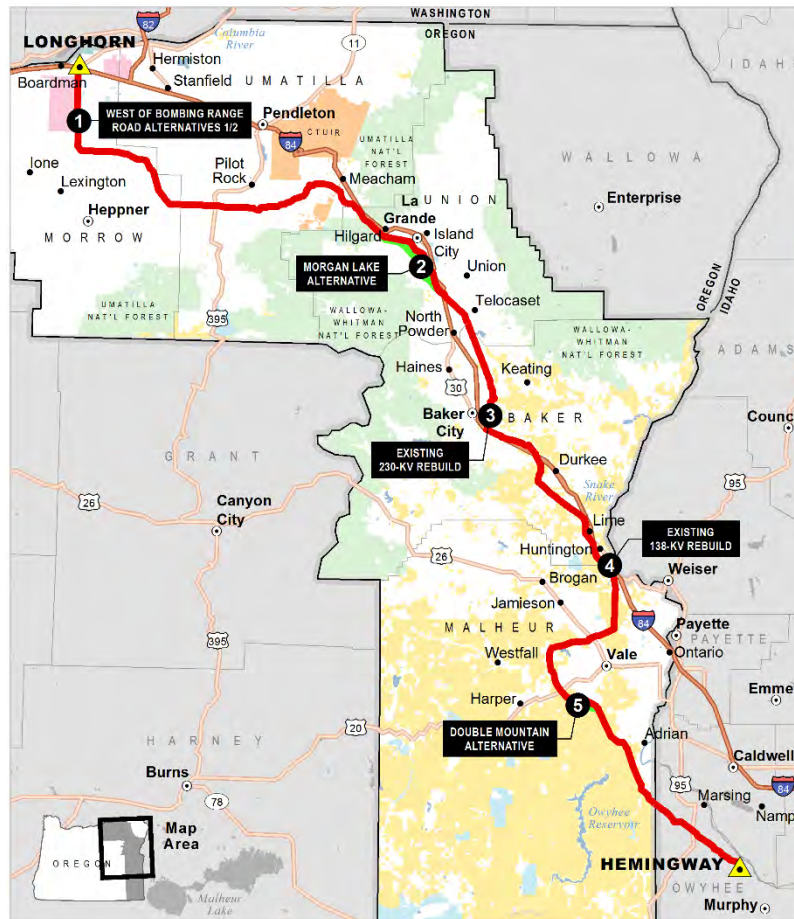 WASHINGTON
OREGON
82
LONGHORN
Columbia
River
11
IDAHO
Hermiston
Boardman
Stanfield
UMATILLA
1
WEST OF BOMBING RANGE
ROAD ALTERNATIVES 1/2
Pendleton
CTUIR
84
UMATILLA
NAT'L
FOREST
WALLOWA
Ione
Lexington
Pilot
Rock
Meacham
UNION
Enterprise
Heppner
La
Grande
Island
City
MORROW
Hilgard
2
MORGAN LAKE
ALTERNATIVE
Union
OREGON
IDAHO
Telocaset
UMATILLA
NAT'L FOREST
395
WALLOWA-
WHITMAN
NAT'L FOREST
North
Powder
WALLOWA-
WHITMAN
NAT'L FOREST
ADAMS
Haines
Keating
30
Baker
City
3
BAKER
Counc
EXISTING
230-KV REBUILD
GRANT
Durkee
95
26
Canyon
City
Snake
River
Lime
EXISTING
138-KV REBUILD
Huntington
4
26
Brogan
Weiser
Jamieson
84
Payette
MALHEUR
PAYETTE
395
Westfall
Vale
Ontario
Harper
5
Emme
20
DOUBLE MOUNTAIN
ALTERNATIVE
Adrian
HARNEY
Caldwell
Burns
95
84
78
Marsing
Namp
Owyhee
Reservoir
Map
Area
OREGON
HEMINGWAY
OWYHEE
Malheur
Lake
Murphy